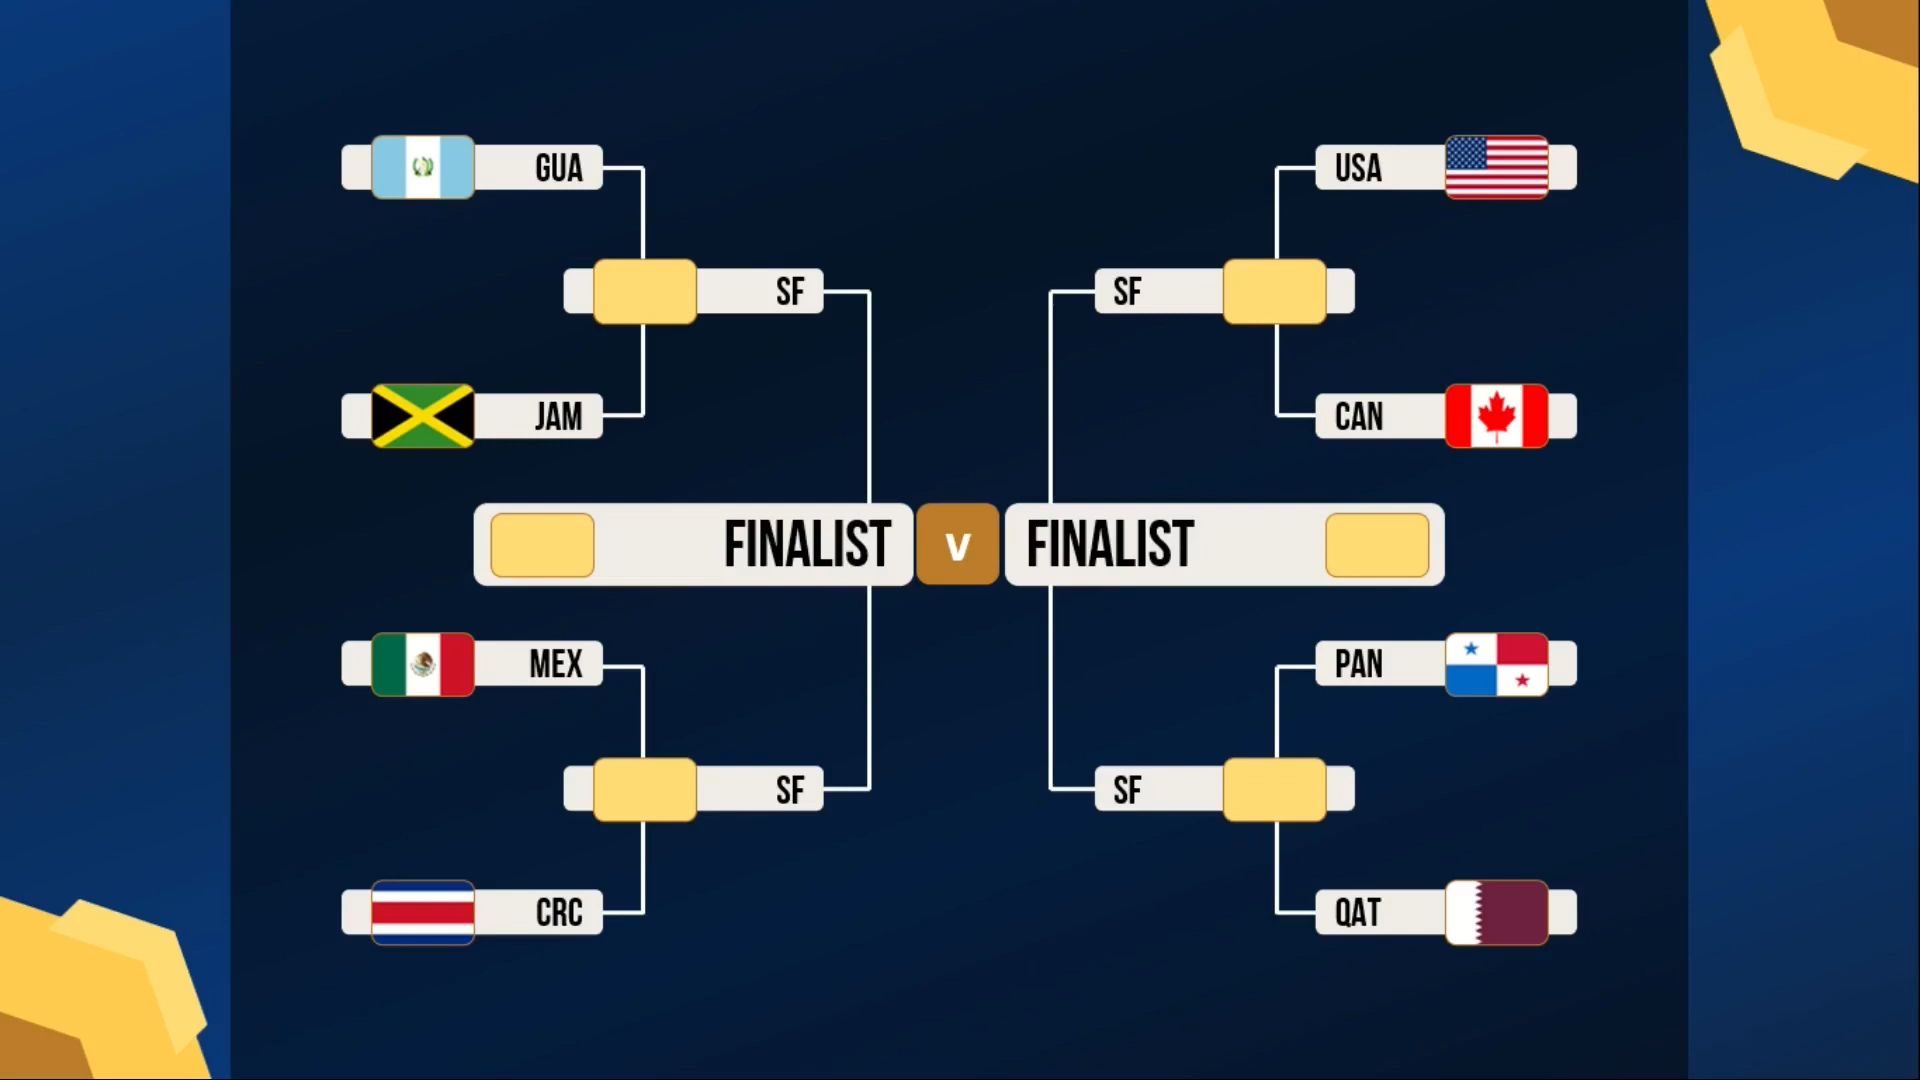 GUA
SF
JAM
MEX
SF
CRC
FINALIST
v
FINALIST
USA
SF
CAN
PAN
SF
QAT